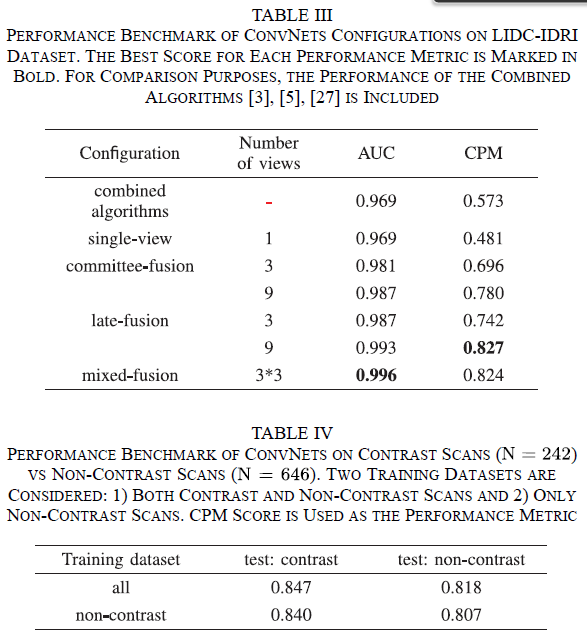 TABLE III
PERFORMANCE BENCHMARK OF CONVNETS CONFIGURATIONS ON LIDC-IDRI
DATASET. THE BEST SCORE FOR EACH PERFORMANCE METRIC IS MARKED IN
BOLD. FOR COMPARISON PURPOSES, THE PERFORMANCE OF THE COMBINED
ALGORITHMS [3], [5], [27] IS INCLUDED
Configuration Number of views AUC CPM
combined algorithms - 0.969 0.573
single-view 1 0.969 0.481
committee-fusion 3 0.981 0.696
9 0.987 0.780
late-fusion 3 0.987 0.742
9 0.993 0.827
mixed-fusion 3*3 0.996 0.824
TABLE IV
PERFORMANCE BENCHMARK OF CONVNETS ON CONTRAST SCANS (N = 242)
VS NON-CONTRAST SCANS (N = 646). TWO TRAINING DATASETS ARE
CONSIDERED: 1) BOTH CONTRAST AND NON-CONTRAST SCANS AND 2) ONLY
NON-CONTRAST SCANS. CPM SCORE IS USED AS THE PERFORMANCE METRIC
Training dataset test: contrast test: non-contrast
all 0.847 0.818
non-contrast 0.840 0.807